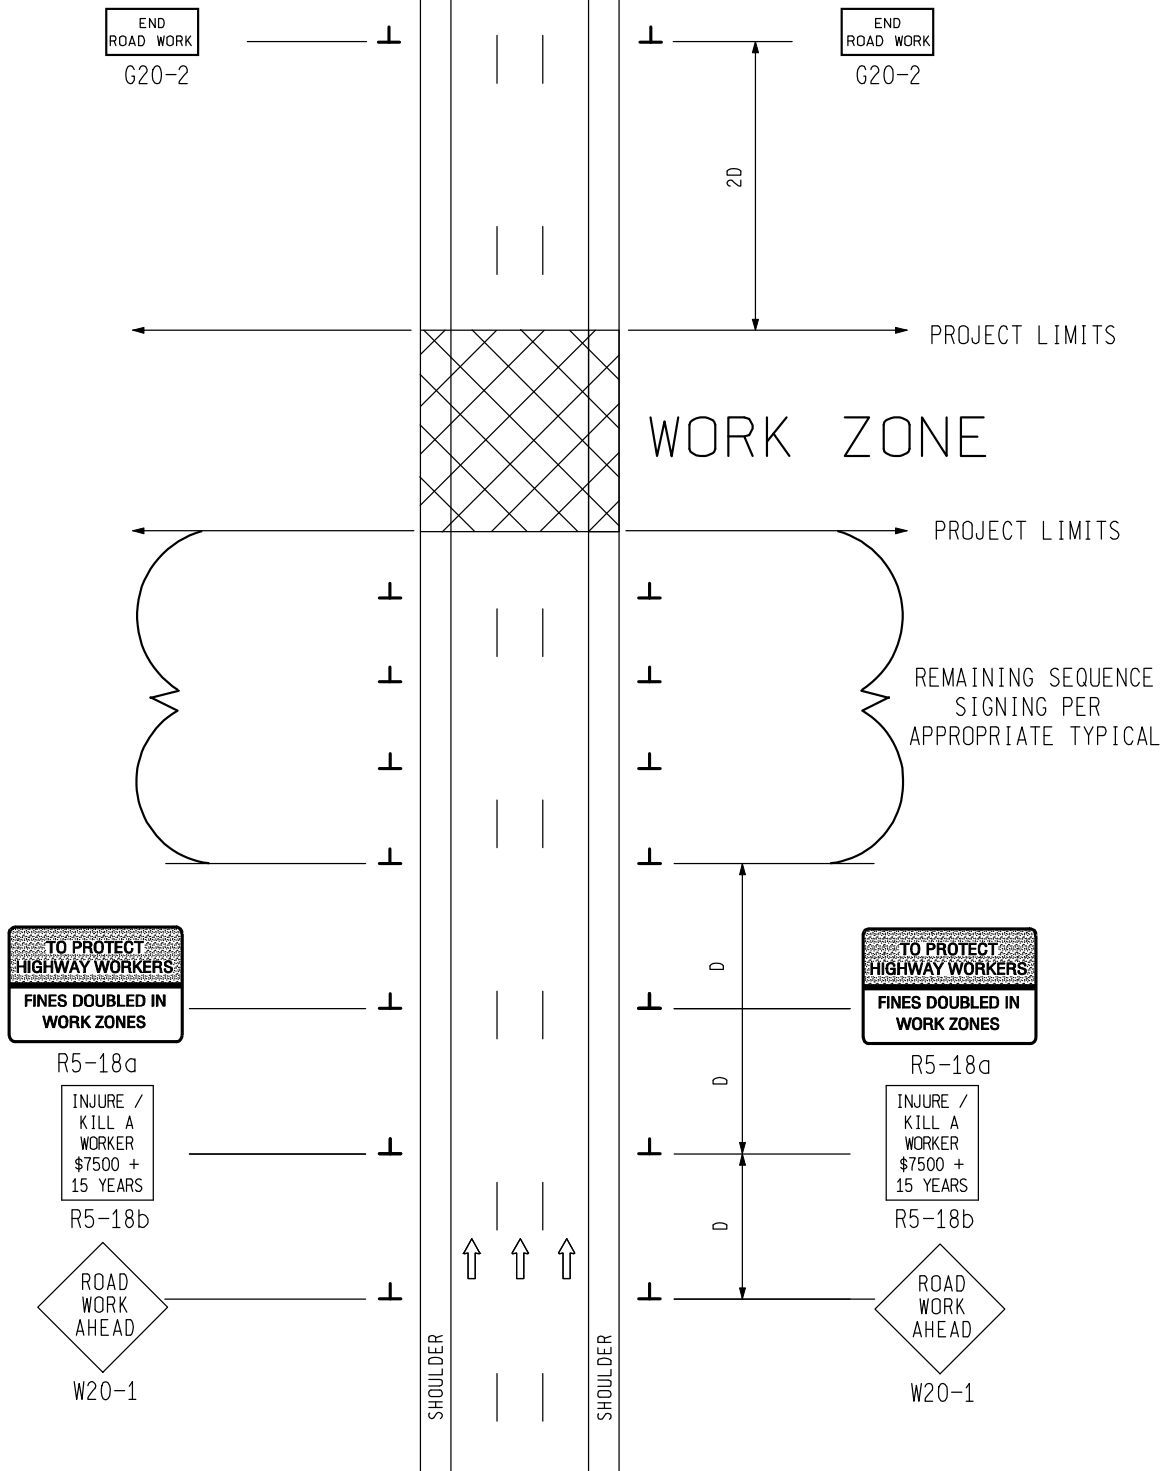 END
ROAD WORK
G20-2
END
ROAD WORK
G20-2
2D
PROJECT LIMITS
WORK ZONE
PROJECT LIMITS
REMAINING SEQUENCE
SIGNING PER
APPROPRIATE TYPICAL
TO PROTECT
HIGHWAY WORKERS
FINES DOUBLED IN
WORK ZONES
R5-18a
D
TO PROTECT
HIGHWAY WORKERS
FINES DOUBLED IN
WORK ZONES
R5-18a
INJURE /
KILL A
WORKER
$7500 +
15 YEARS
R5-18b
D
INJURE /
KILL A
WORKER
$7500 +
15 YEARS
R5-18b
D
ROAD
WORK
AHEAD
W20-1
SHOULDER
SHOULDER
ROAD
WORK
AHEAD
W20-1